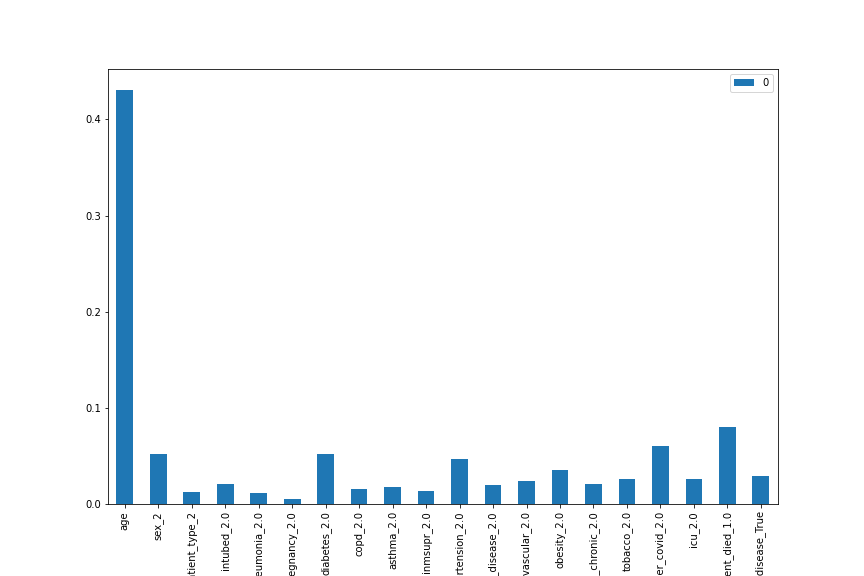 0
0.4
0.3
0.2
0.1
0.0
age
sex_2
tient_type_2
intubed_2.0
eumonia_2.0
egnancy_2.0
diabetes_2.0
copd_2.0
asthma_2.0
inmsupr_2.0
rtension_2.0
_disease_2.0
vascular_2.0
obesity_2.0
_chronic_2.0
tobacco_2.0
er_covid_2.0
icu_2.0
ent_died_1.0
disease_True